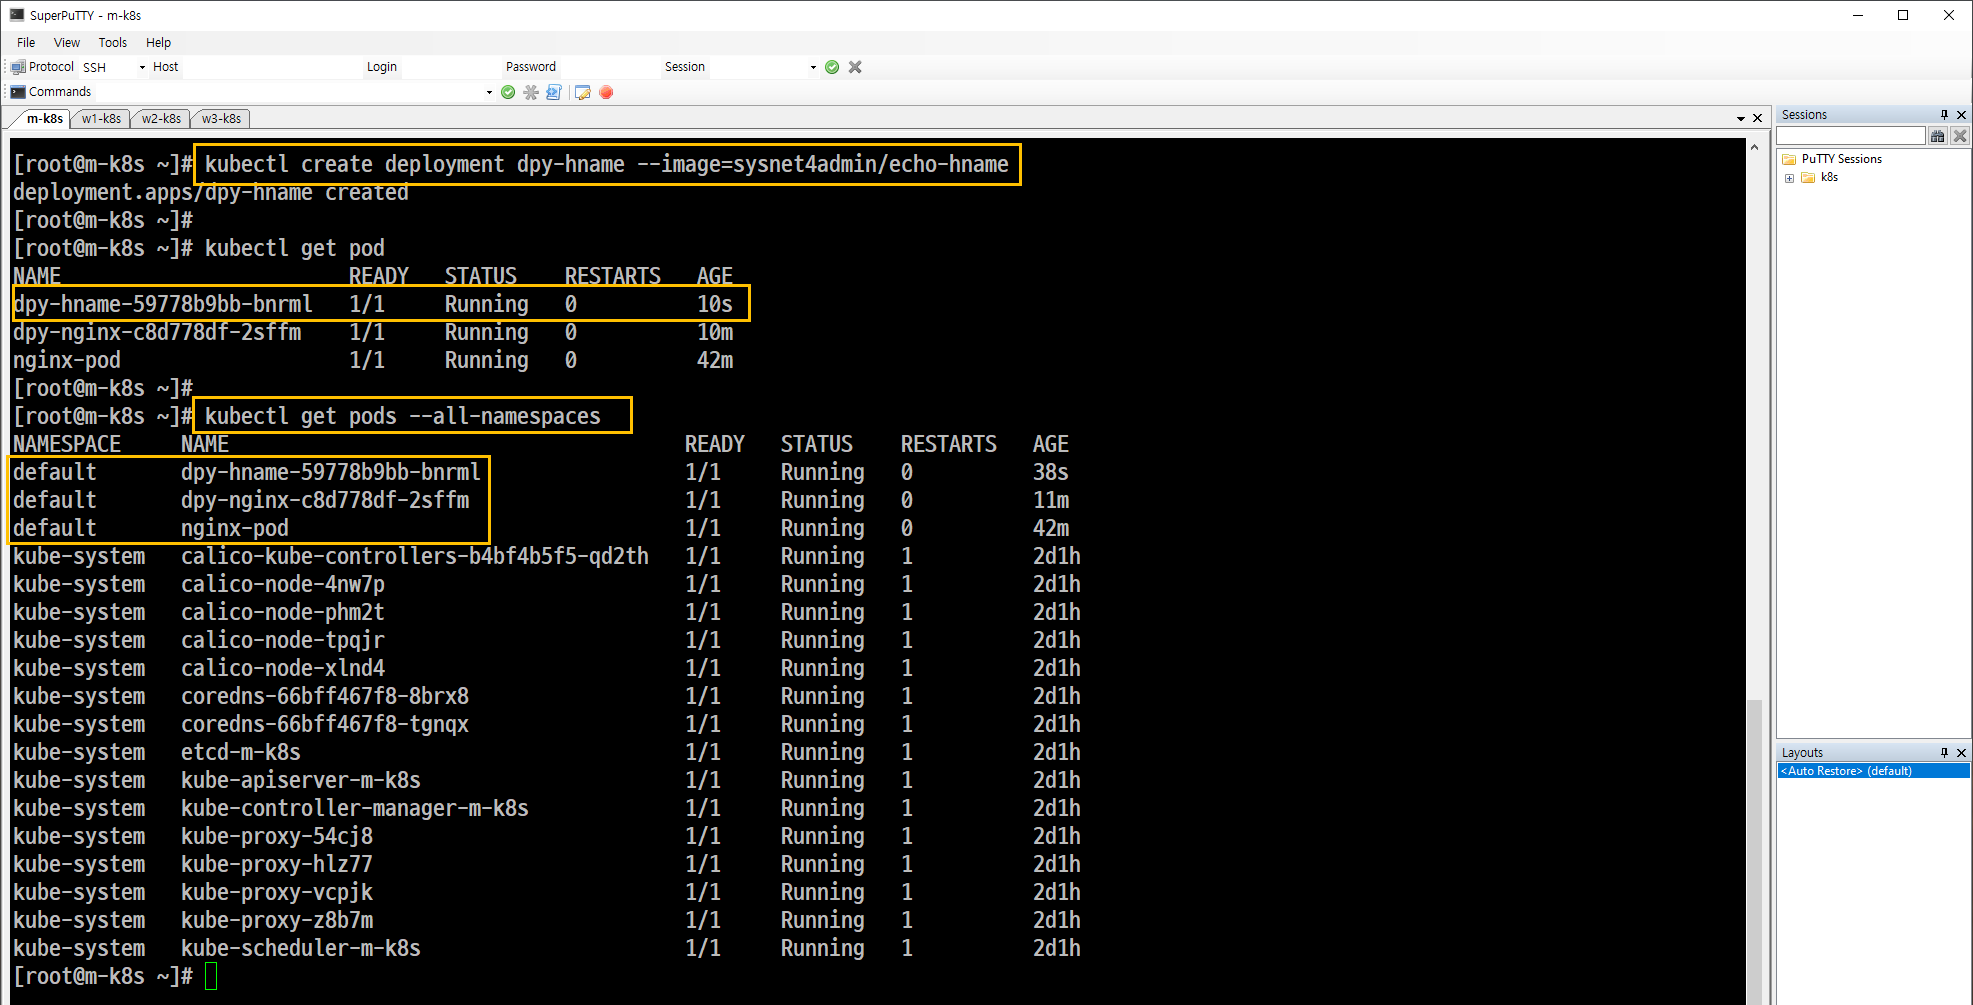 SuperPuTTY - m-k8s
File View Tools Help
Protocol SSH Host Login Password Session
Commands
m-k8s w1-k8s w2-k8s w3-k8s
Sessions
PuTTY Sessions
k8s
[root@m-k8s ~]# kubectl create deployment dpy-hname --image=sysnet4admin/echo-hname
deployment.apps/dpy-hname created
[root@m-k8s ~]#
[root@m-k8s ~]# kubectl get pod
NAME READY STATUS RESTARTS AGE
dpy-hname-59778b9bb-bnrml 1/1 Running 0 10s
dpy-nginx-c8d778df-2sffm 1/1 Running 0 10m
nginx-pod 1/1 Running 0 42m
[root@m-k8s ~]#
[root@m-k8s ~]# kubectl get pods --all-namespaces
NAMESPACE NAME READY STATUS RESTARTS AGE
default dpy-hname-59778b9bb-bnrml 1/1 Running 0 38s
default dpy-nginx-c8d778df-2sffm 1/1 Running 0 11m
default nginx-pod 1/1 Running 0 42m
kube-system calico-kube-controllers-b4bf4b5f5-qd2th 1/1 Running 1 2d1h
kube-system calico-node-4nw7p 1/1 Running 1 2d1h
kube-system calico-node-phm2t 1/1 Running 1 2d1h
kube-system calico-node-tpqjr 1/1 Running 1 2d1h
kube-system calico-node-xlnd4 1/1 Running 1 2d1h
kube-system coredns-66bff467f8-8brx8 1/1 Running 1 2d1h
kube-system coredns-66bff467f8-tgnqx 1/1 Running 1 2d1h
kube-system etcd-m-k8s 1/1 Running 1 2d1h
kube-system kube-apiserver-m-k8s 1/1 Running 1 2d1h
kube-system kube-controller-manager-m-k8s 1/1 Running 1 2d1h
kube-system kube-proxy-54cj8 1/1 Running 1 2d1h
kube-system kube-proxy-hlz77 1/1 Running 1 2d1h
kube-system kube-proxy-vcpjk 1/1 Running 1 2d1h
kube-system kube-proxy-z8b7m 1/1 Running 1 2d1h
kube-system kube-scheduler-m-k8s 1/1 Running 1 2d1h
[root@m-k8s ~]#
Layouts
<Auto Restore> (default)